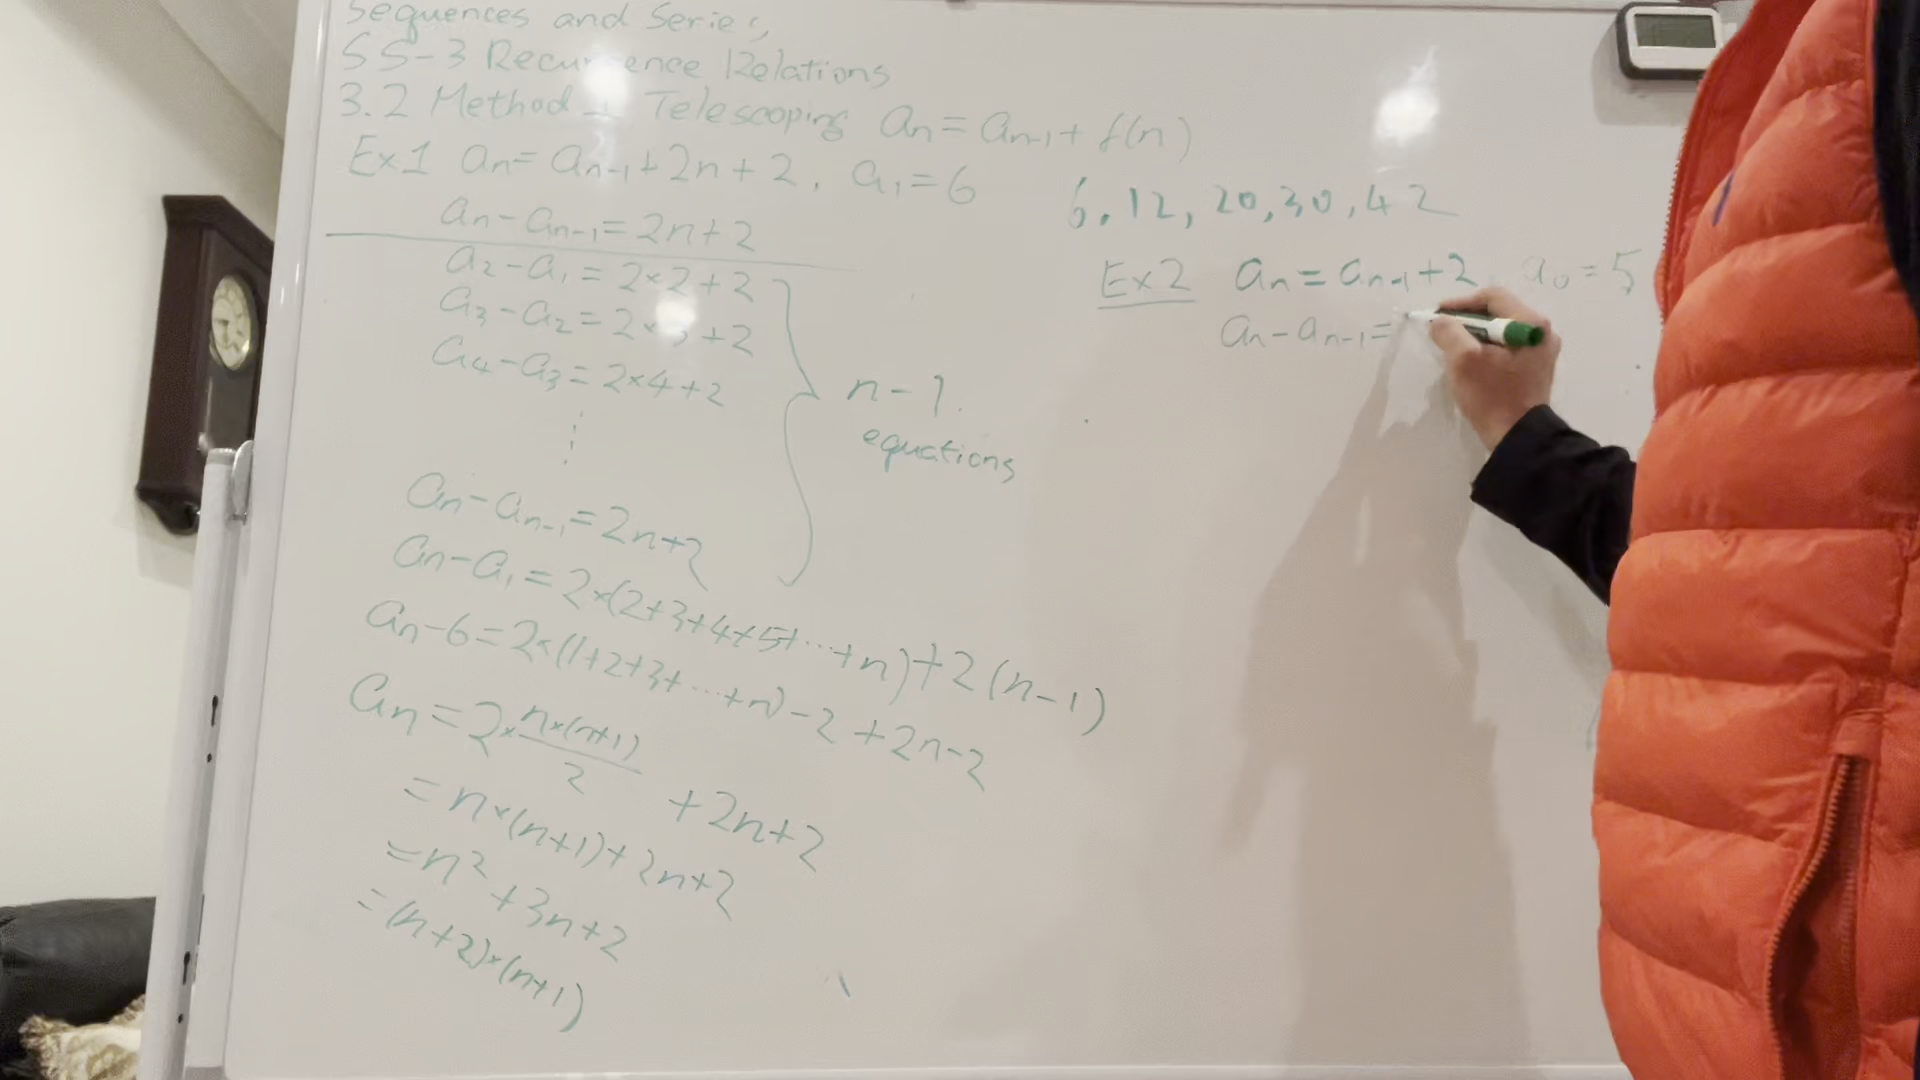 Sequences and Series
SS-3 Recurrence Relations
3.2 Method 1 Telescoping an = an-1 + f(n)
Ex1 an = an-1 + 2n + 2, a1 = 6
an - an-1 = 2n + 2
a2 - a1 = 2×2+2
a3 - a2 = 2×3+2
a4 - a3 = 2×4+2
⋮
an - an-1 = 2n+2
n-1
equations
an - a1 = 2×(2+3+4+5+...+n)+2(n-1)
an - 6 = 2×(1+2+3+...+n)-2+2n-2
an = 2×n×(n+1)/2 + 2n+2
= n×(n+1)+2n+2
= n²+3n+2
= (n+2)×(n+1)
6, 12, 20, 30, 42
Ex2 an = an-1 + 2, a0 = 5
an - an-1 =